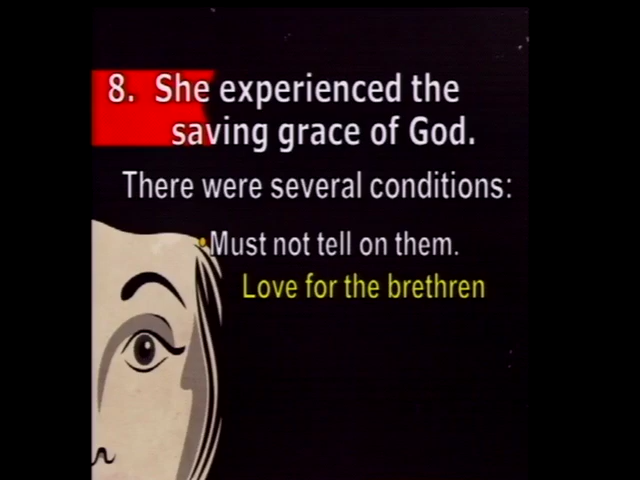 8. She experienced the
saving grace of God.
There were several conditions:
•Must not tell on them.
Love for the brethren